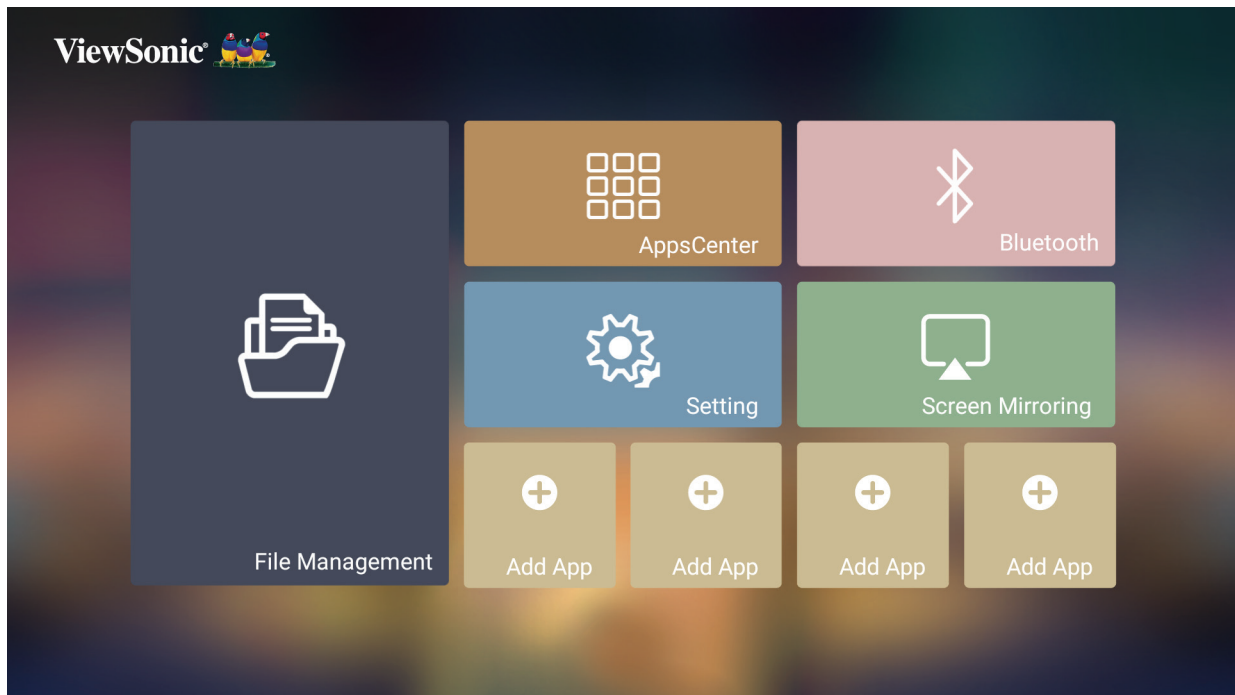 ViewSonic®
AppsCenter
Bluetooth
Setting
Screen Mirroring
File Management
Add App
Add App
Add App
Add App